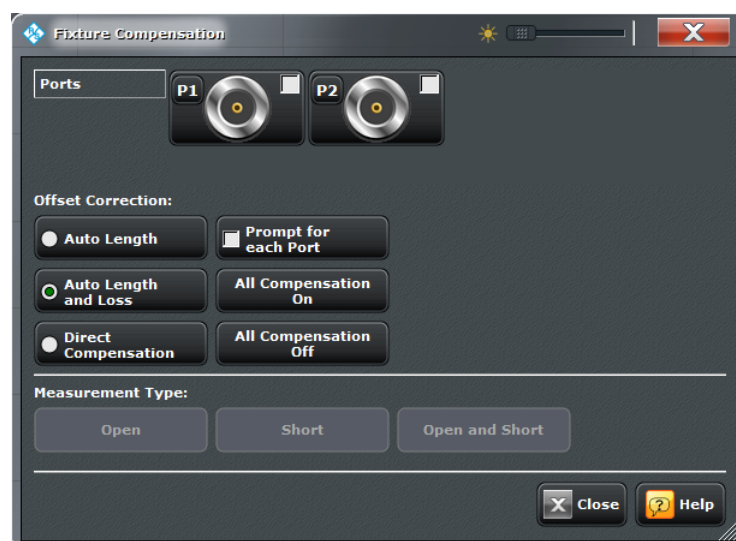 Fixture Compensation
X
Ports
P1
P2
Offset Correction:
Auto Length
Prompt for
each Port
Auto Length
and Loss
All Compensation
On
Direct
Compensation
All Compensation
Off
Measurement Type:
Open
Short
Open and Short
X Close
? Help